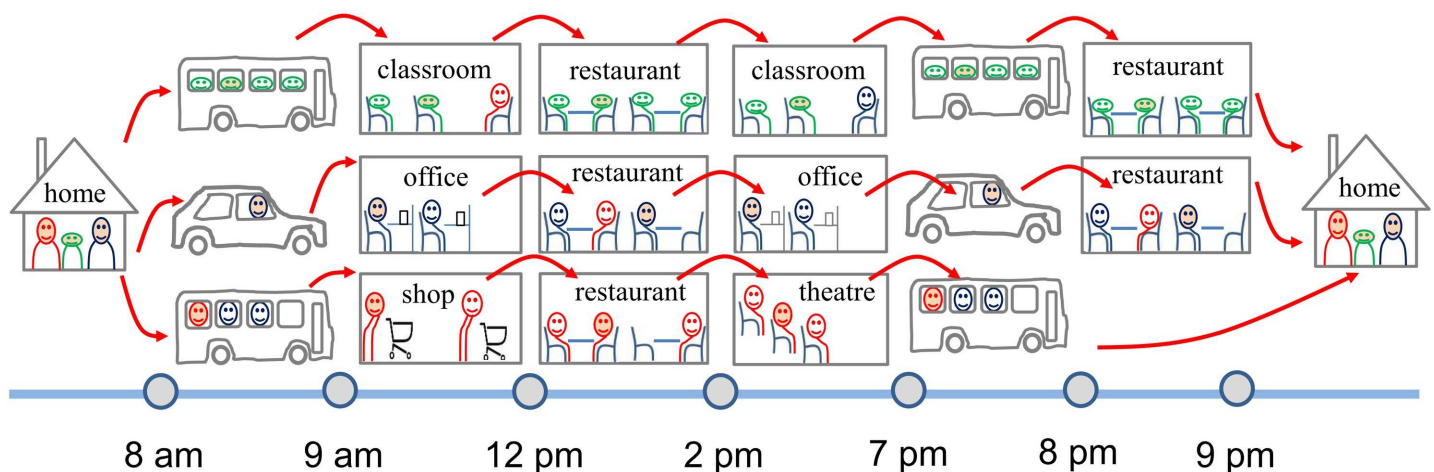 classroom
restaurant
classroom
restaurant
home
office
restaurant
office
restaurant
home
shop
restaurant
theatre
8 am
9 am
12 pm
2 pm
7 pm
8 pm
9 pm